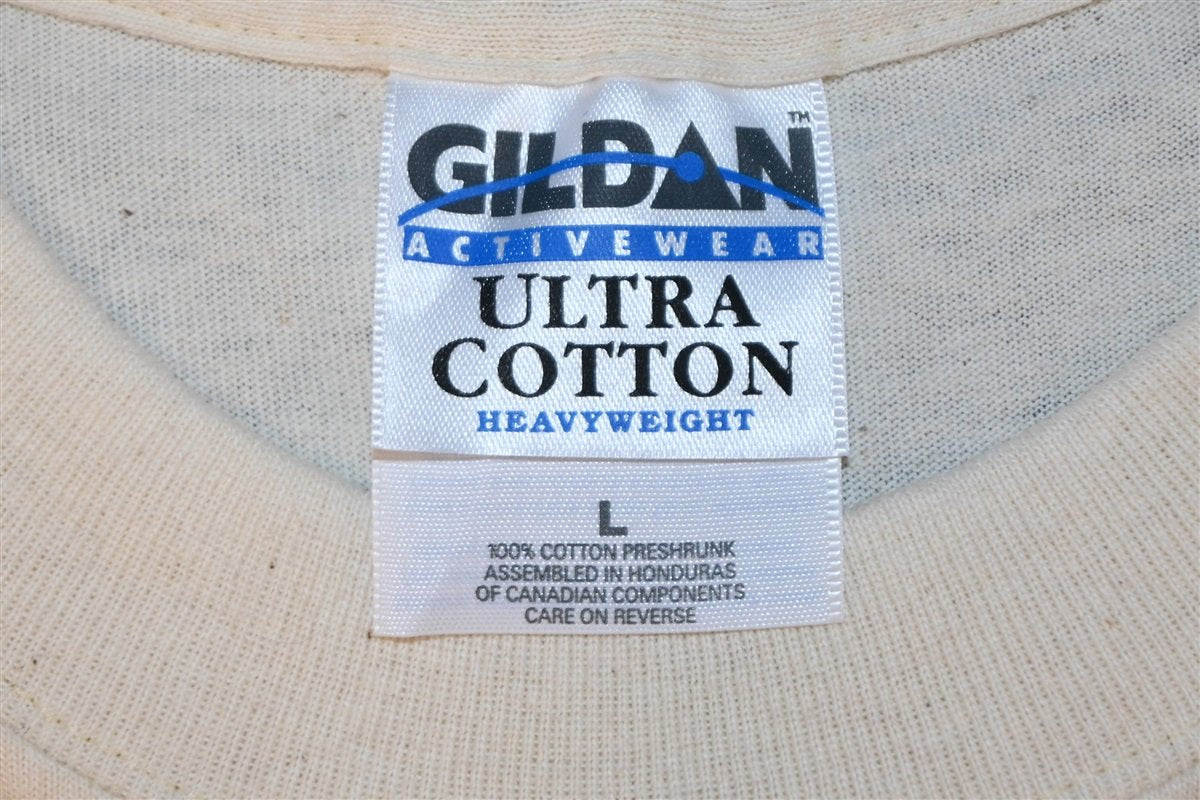 GILDAN™
ACTIVEWEAR
ULTRA
COTTON
HEAVYWEIGHT
L
100% COTTON PRESHRUNK
ASSEMBLED IN HONDURAS
OF CANADIAN COMPONENTS
CARE ON REVERSE